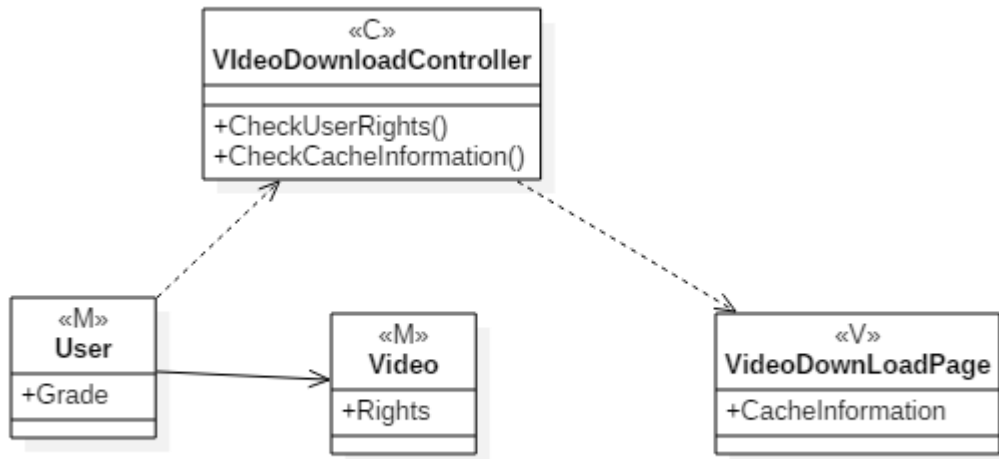 «C»
VIdeoDownloadController
+CheckUserRights()
+CheckCacheInformation()
«M»
User
+Grade
«M»
Video
+Rights
«V»
VideoDownLoadPage
+CacheInformation